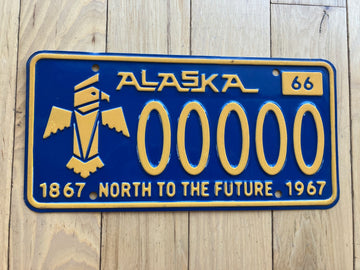 ALASKA
66
00000
1867 NORTH TO THE FUTURE 1967